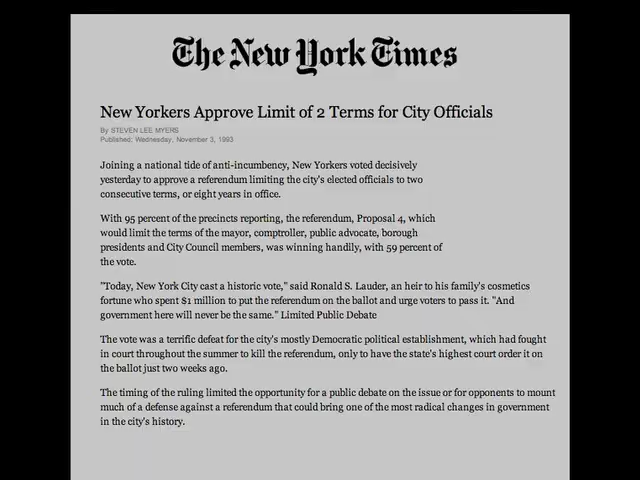 The New York Times
New Yorkers Approve Limit of 2 Terms for City Officials
By STEVEN LEE MYERS
Published: Wednesday, November 3, 1993
Joining a national tide of anti-incumbency, New Yorkers voted decisively
yesterday to approve a referendum limiting the city's elected officials to two
consecutive terms, or eight years in office.
With 95 percent of the precincts reporting, the referendum, Proposal 4, which
would limit the terms of the mayor, comptroller, public advocate, borough
presidents and City Council members, was winning handily, with 59 percent of
the vote.
"Today, New York City cast a historic vote," said Ronald S. Lauder, an heir to his family's cosmetics
fortune who spent $1 million to put the referendum on the ballot and urge voters to pass it. "And
government here will never be the same." Limited Public Debate
The vote was a terrific defeat for the city's mostly Democratic political establishment, which had fought
in court throughout the summer to kill the referendum, only to have the state's highest court order it on
the ballot just two weeks ago.
The timing of the ruling limited the opportunity for a public debate on the issue or for opponents to mount
much of a defense against a referendum that could bring one of the most radical changes in government
in the city's history.